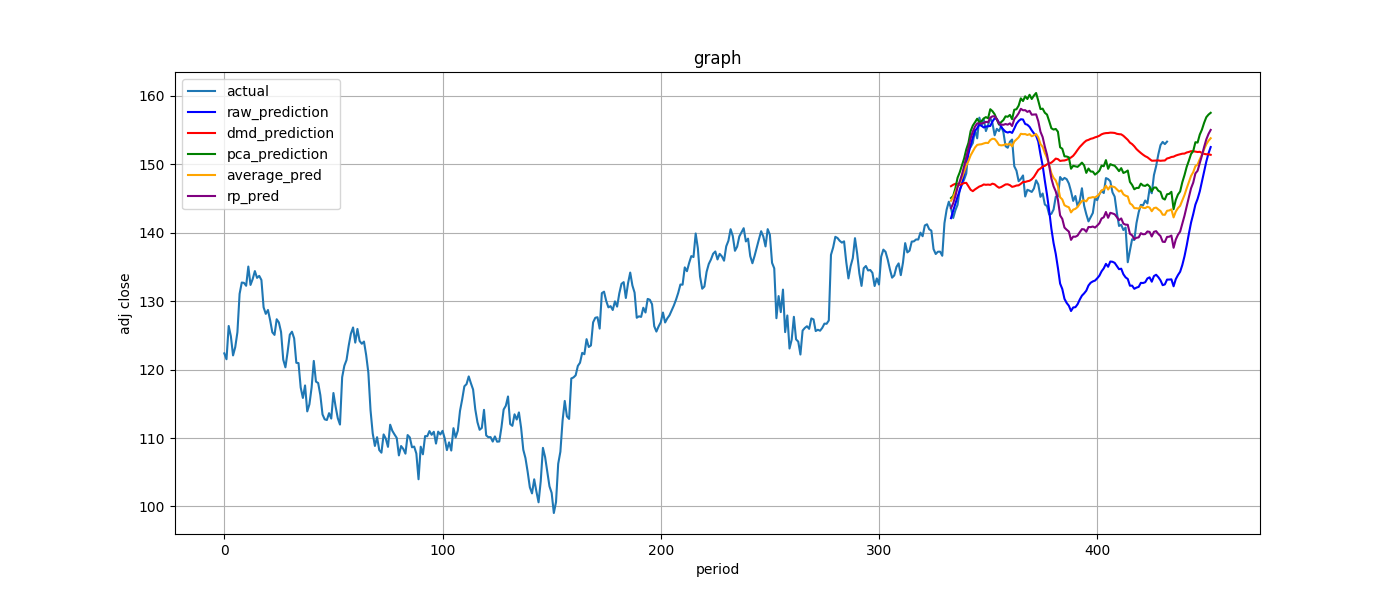 graph
160
150
140
130
120
110
100
adj close
actual
raw_prediction
dmd_prediction
pca_prediction
average_pred
rp_pred
0
100
200
300
400
period